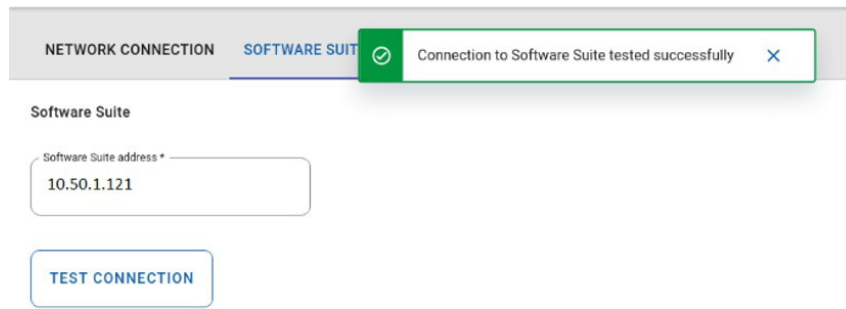 NETWORK CONNECTION
SOFTWARE SUIT
Connection to Software Suite tested successfully
Software Suite
Software Suite address *
10.50.1.121
TEST CONNECTION